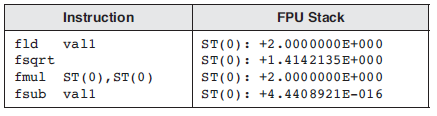 Instruction FPU Stack
fld val1 ST(0): +2.0000000E+000
fsqrt ST(0): +1.4142135E+000
fmul ST(0),ST(0) ST(0): +2.0000000E+000
fsub val1 ST(0): +4.4408921E-016